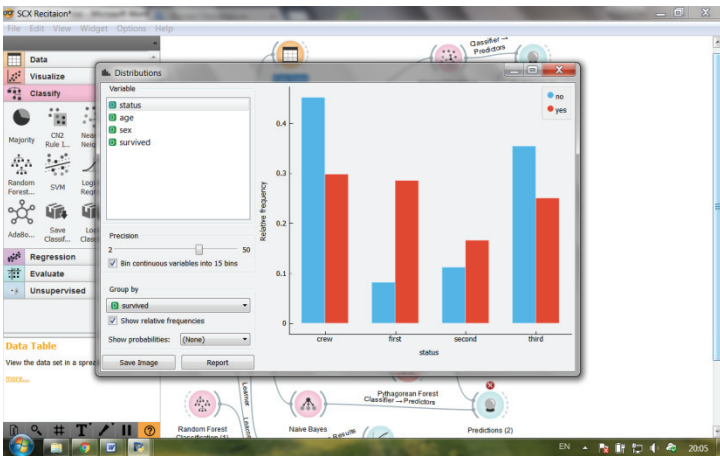 SCX Recitaion*
File Edit View Widget Options Help
Data
Visualize
Classify
Majority
CN2
Rule I...
SVM
Random
Forest...
AdaBo...
Save
Classif...
Regression
Evaluate
Unsupervised
Data Table
View the data set in a sprea
more...
Distributions
Variable
D status
D age
D sex
D survived
Precision
2 50
Bin continuous variables into 15 bins
Group by
D survived
Show relative frequencies
Show probabilities: (None)
Save Image Report
no
yes
0.4
0.3
0.2
0.1
0
Relative frequency
crew first second third
status
Classifier →
Predictors
Learner
Random Forest
Classification (1)
Naive Bayes
Pythagorean Forest
Classifier → Predictors
Results
Predictions (2)
EN 20:05